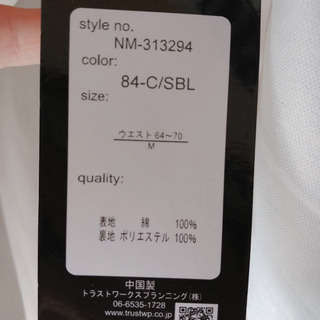 style no.
NM-313294
color:
84-C/SBL
size:
ウエスト 64〜70
M
quality:
表地 綿 100%
裏地 ポリエステル 100%
中国製
トラストワークスプランニング(株)
06-6535-1728
www.trustwp.co.jp